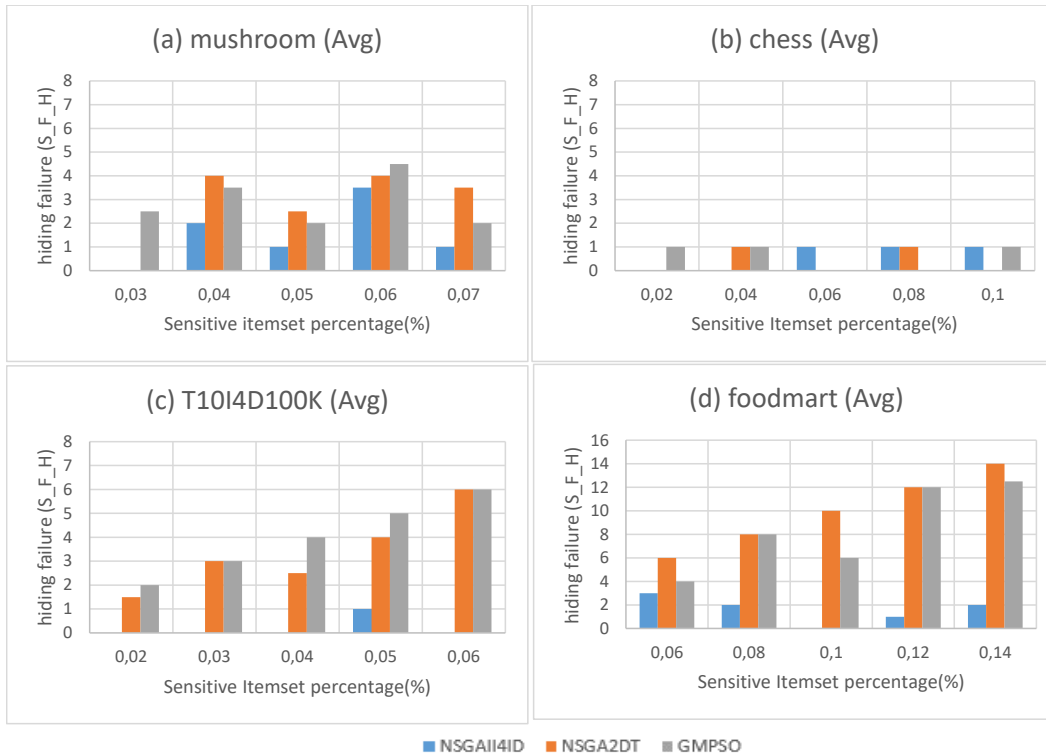 (a) mushroom (Avg)
hiding failure (S_F_H)
8
7
6
5
4
3
2
1
0
0,03 0,04 0,05 0,06 0,07
Sensitive itemset percentage(%)
(b) chess (Avg)
hiding failure (S_F_H)
8
7
6
5
4
3
2
1
0
0,02 0,04 0,06 0,08 0,1
Sensitive Itemset percentage(%)
(c) T10I4D100K (Avg)
hiding failure (S_F_H)
8
7
6
5
4
3
2
1
0
0,02 0,03 0,04 0,05 0,06
Sensitive Itemset percentage(%)
(d) foodmart (Avg)
hiding failure (S_F_H)
16
14
12
10
8
6
4
2
0
0,06 0,08 0,1 0,12 0,14
Sensitive Itemset percentage(%)
NSGAII4ID NSGA2DT GMPSO